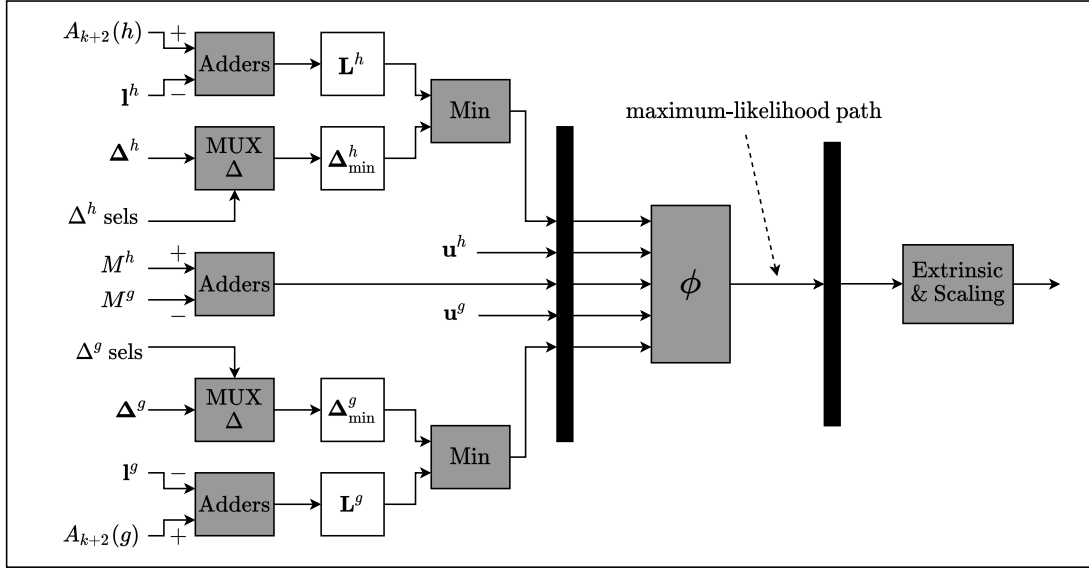 A_{k+2}(h)
+
Adders
𝐋^h
𝐥^h
−
Min
maximum-likelihood path
𝚫^h
MUX
Δ
𝚫^h_min
Δ^h sels
M^h
+
Adders
M^g
−
𝐮^h
𝐮^g
ϕ
Extrinsic
& Scaling
Δ^g sels
𝚫^g
MUX
Δ
𝚫^g_min
Min
𝐥^g
−
Adders
𝐋^g
A_{k+2}(g)
+